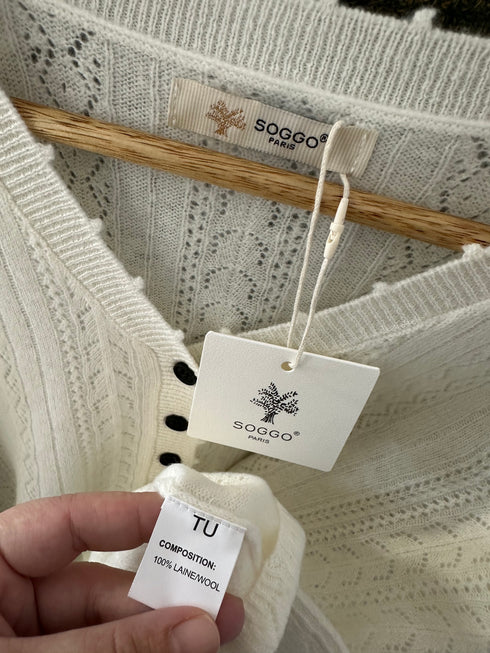 SOGGO®
PARIS
SOGGO®
PARIS
TU
COMPOSITION:
100% LAINE/WOOL